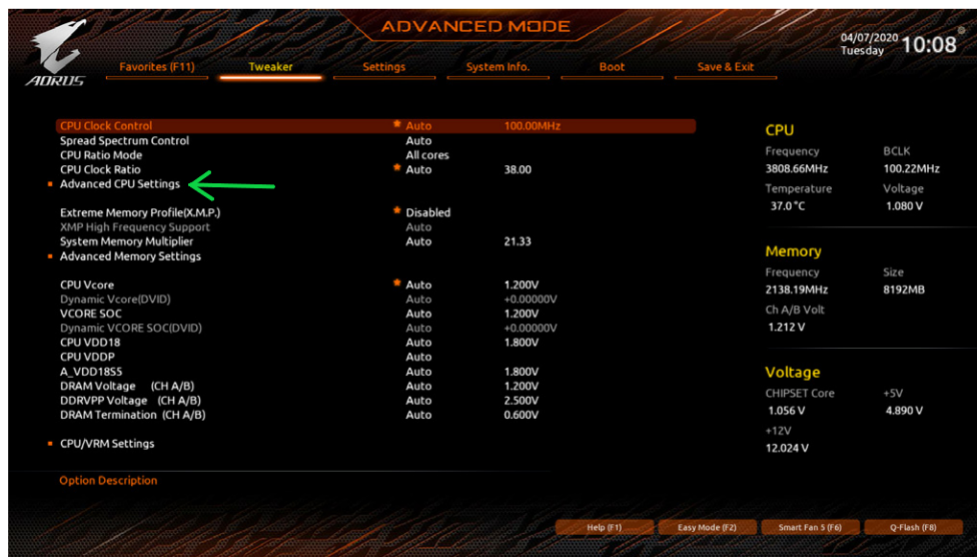 ADVANCED MODE
AORUS
04/07/2020 Tuesday 10:08
Favorites (F11) Tweaker Settings System Info. Boot Save & Exit
CPU Clock Control Auto 100.00MHz
Spread Spectrum Control Auto
CPU Ratio Mode All cores
CPU Clock Ratio Auto 38.00
Advanced CPU Settings
Extreme Memory Profile(X.M.P.) Disabled
XMP High Frequency Support Auto
System Memory Multiplier Auto 21.33
Advanced Memory Settings
CPU Vcore Auto 1.200V
Dynamic Vcore(DVID) Auto +0.00000V
VCORE SOC Auto 1.200V
Dynamic VCORE SOC(DVID) Auto +0.00000V
CPU VDD18 Auto 1.800V
CPU VDDP Auto
A_VDD18S5 Auto 1.800V
DRAM Voltage (CH A/B) Auto 1.200V
DDRVPP Voltage (CH A/B) Auto 2.500V
DRAM Termination (CH A/B) Auto 0.600V
CPU/VRM Settings
CPU
Frequency BCLK
3808.66MHz 100.22MHz
Temperature Voltage
37.0°C 1.080 V
Memory
Frequency Size
2138.19MHz 8192MB
Ch A/B Volt
1.212 V
Voltage
CHIPSET Core +5V
1.056 V 4.890 V
+12V
12.024 V
Option Description
Help (F1) Easy Mode (F2) Smart Fan 5 (F6) Q-Flash (F8)